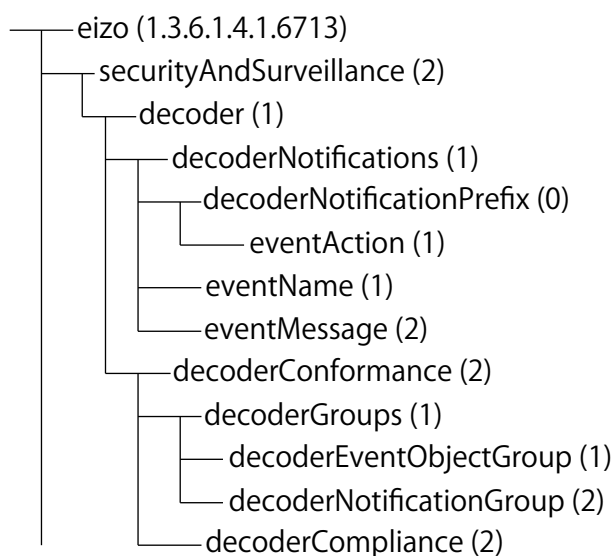 eizo (1.3.6.1.4.1.6713)
securityAndSurveillance (2)
decoder (1)
decoderNotifications (1)
decoderNotificationPrefix (0)
eventAction (1)
eventName (1)
eventMessage (2)
decoderConformance (2)
decoderGroups (1)
decoderEventObjectGroup (1)
decoderNotificationGroup (2)
decoderCompliance (2)